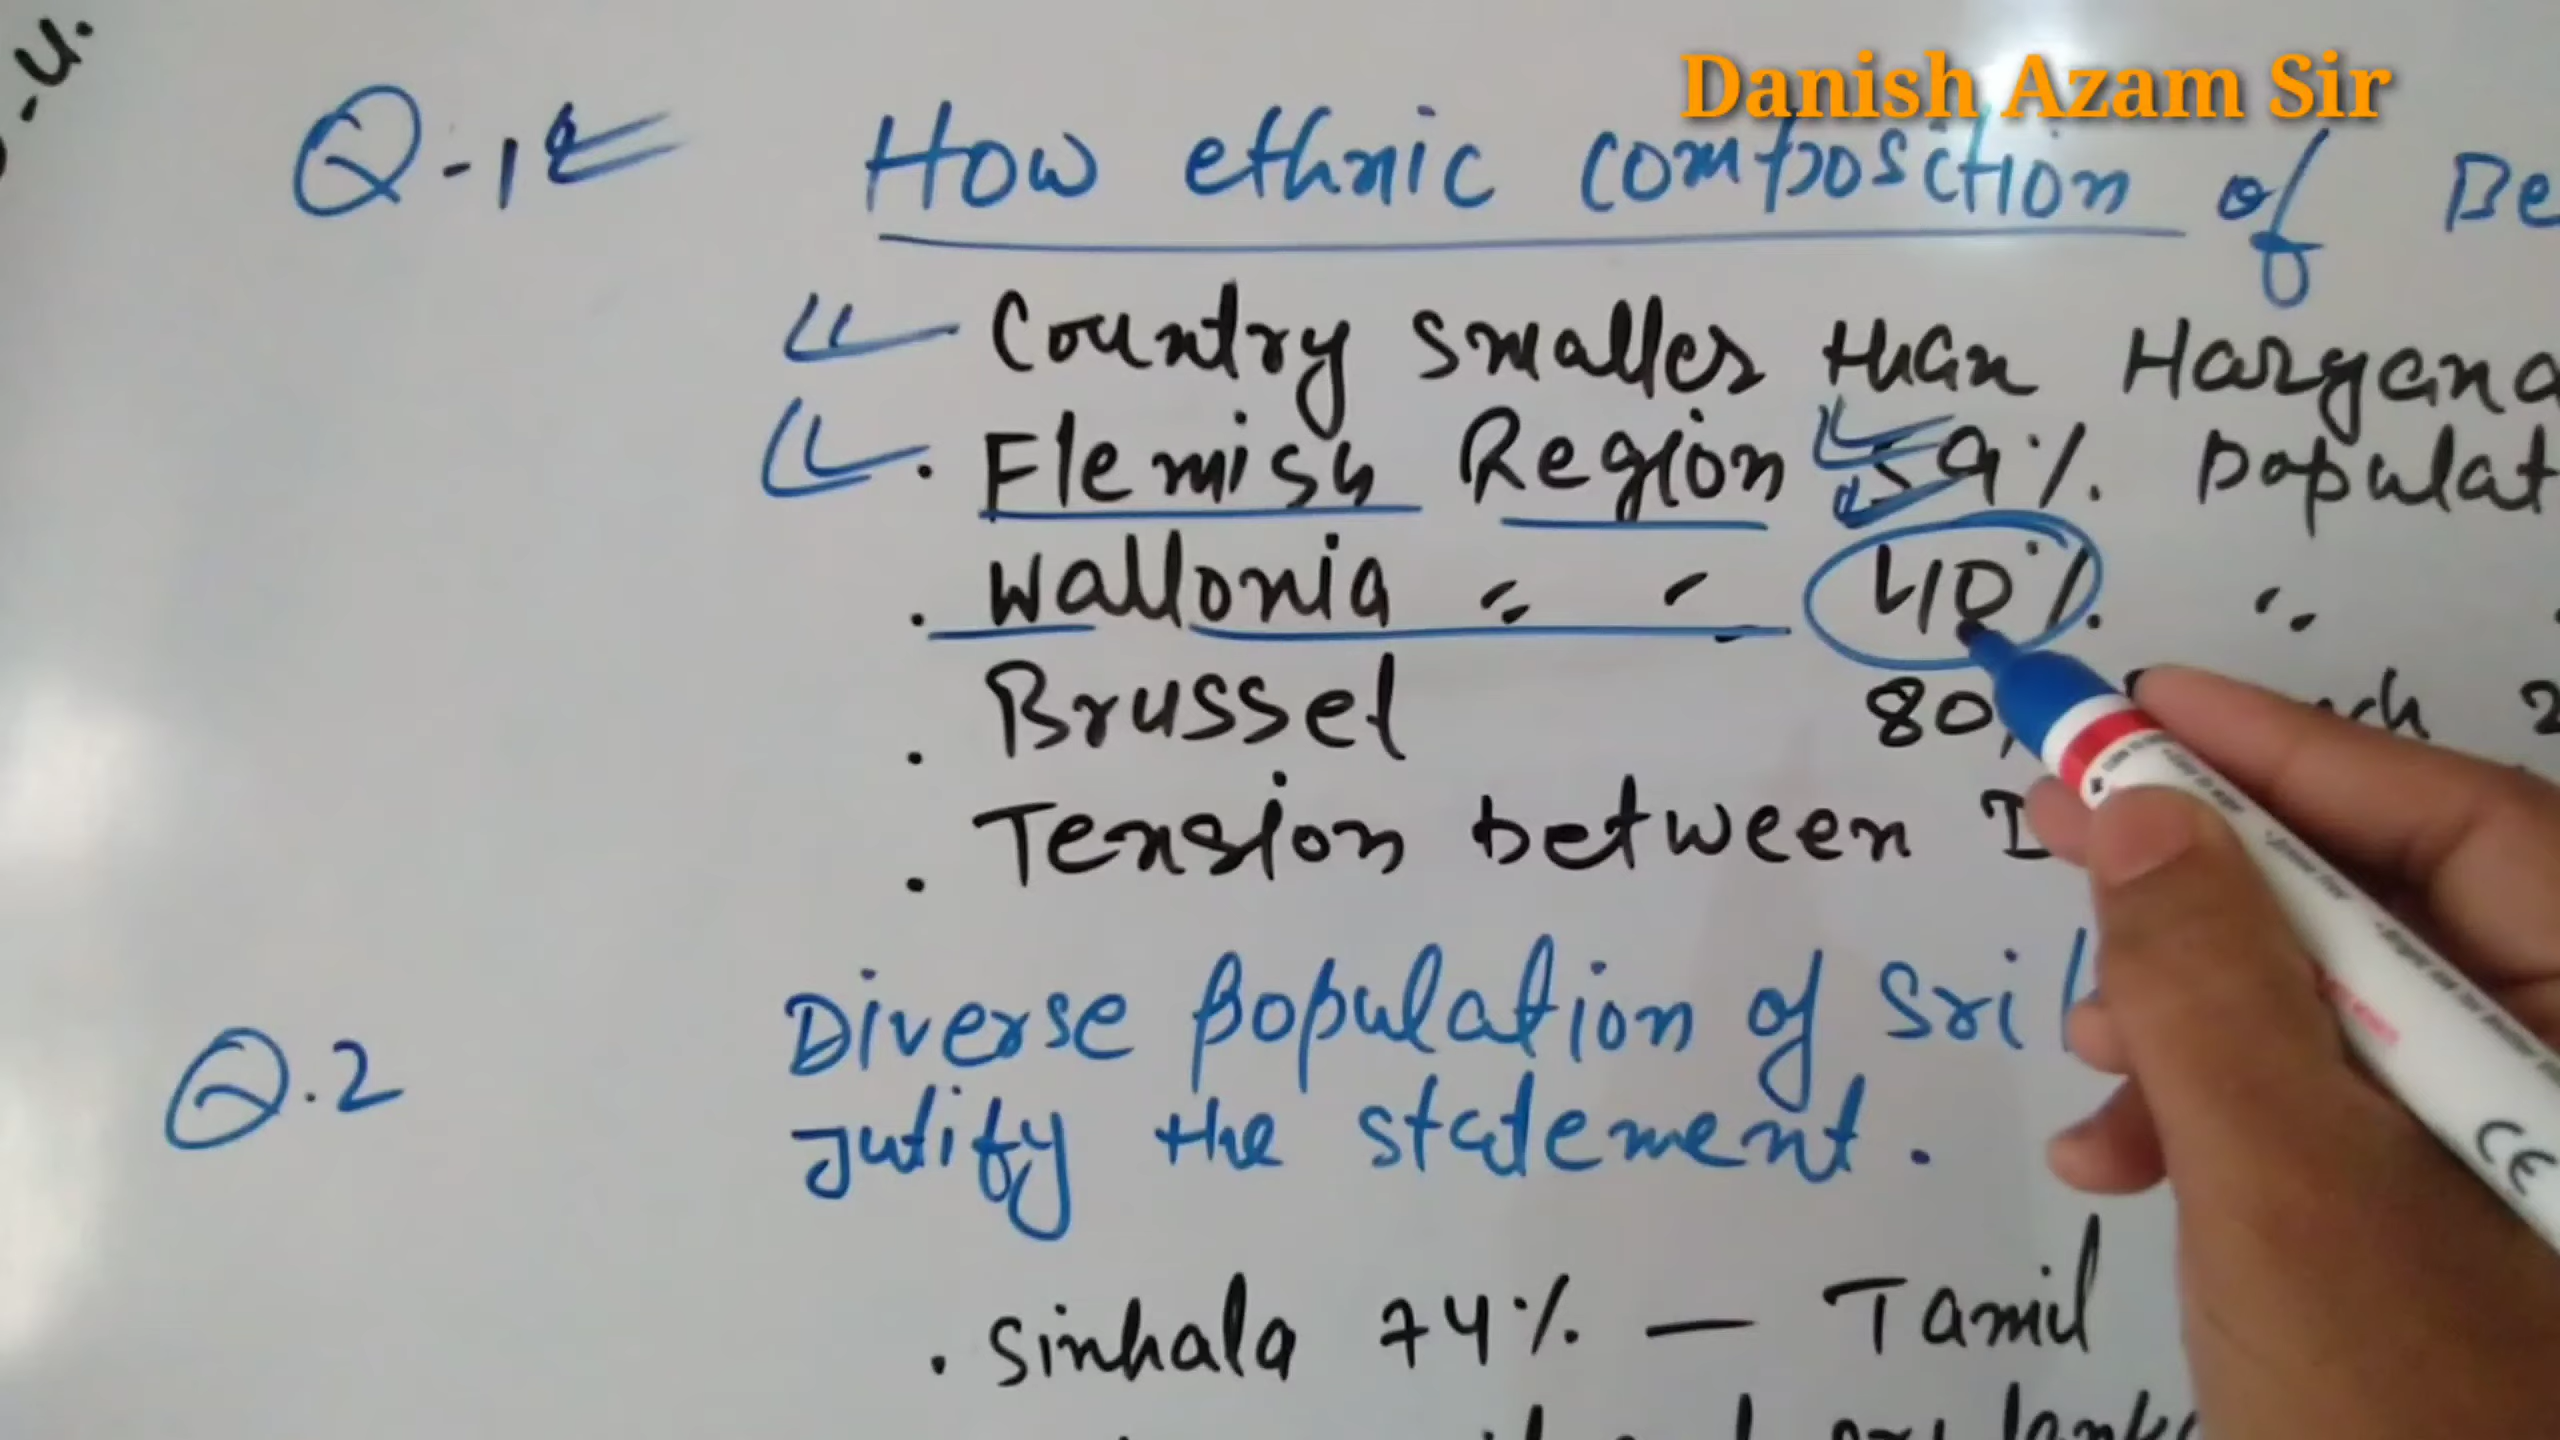 Danish Azam Sir
Q-1 How ethnic composition of Be
Country smaller than Haryana
. Flemish Region 59%. Populat
. Wallonia " " 40%. "
. Brussel 80,
. Tension between D
Q.2 Diverse Population of Sri L
Jutify the statement.
. Sinhala 74% — Tamil